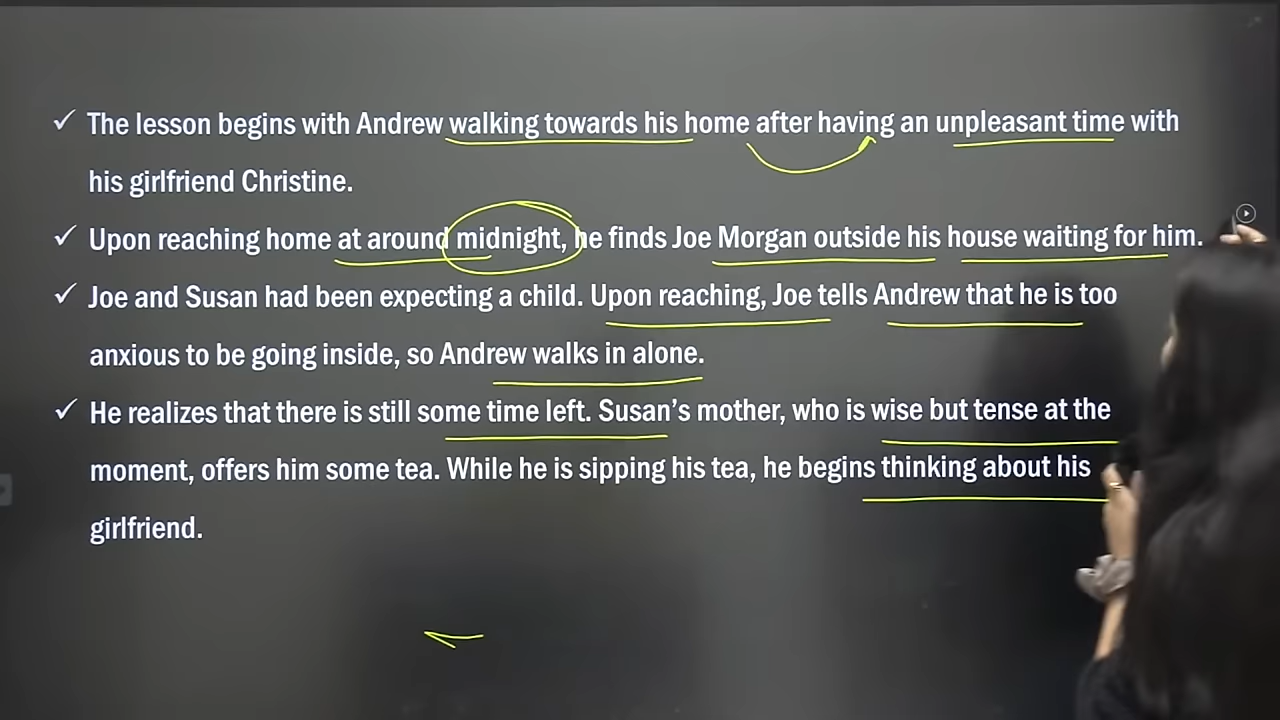 ✓ The lesson begins with Andrew walking towards his home after having an unpleasant time with
his girlfriend Christine.
✓ Upon reaching home at around midnight, he finds Joe Morgan outside his house waiting for him.
✓ Joe and Susan had been expecting a child. Upon reaching, Joe tells Andrew that he is too
anxious to be going inside, so Andrew walks in alone.
✓ He realizes that there is still some time left. Susan's mother, who is wise but tense at the
moment, offers him some tea. While he is sipping his tea, he begins thinking about his
girlfriend.